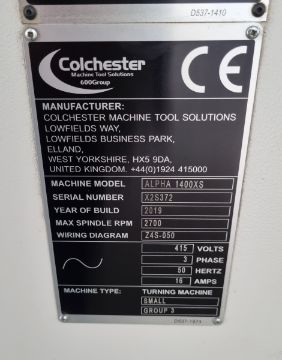 D537-1410
Colchester
Machine Tool Solutions
600Group
CE
MANUFACTURER:
COLCHESTER MACHINE TOOL SOLUTIONS
LOWFIELDS WAY,
LOWFIELDS BUSINESS PARK,
ELLAND,
WEST YORKSHIRE, HX5 9DA,
UNITED KINGDOM. +44(0)1924 415000
MACHINE MODEL ALPHA 1400XS
SERIAL NUMBER X2S372
YEAR OF BUILD 2019
MAX SPINDLE RPM 2700
WIRING DIAGRAM Z4S-050
415 VOLTS
3 PHASE
50 HERTZ
16 AMPS
MACHINE TYPE: TURNING MACHINE
SMALL
GROUP 3